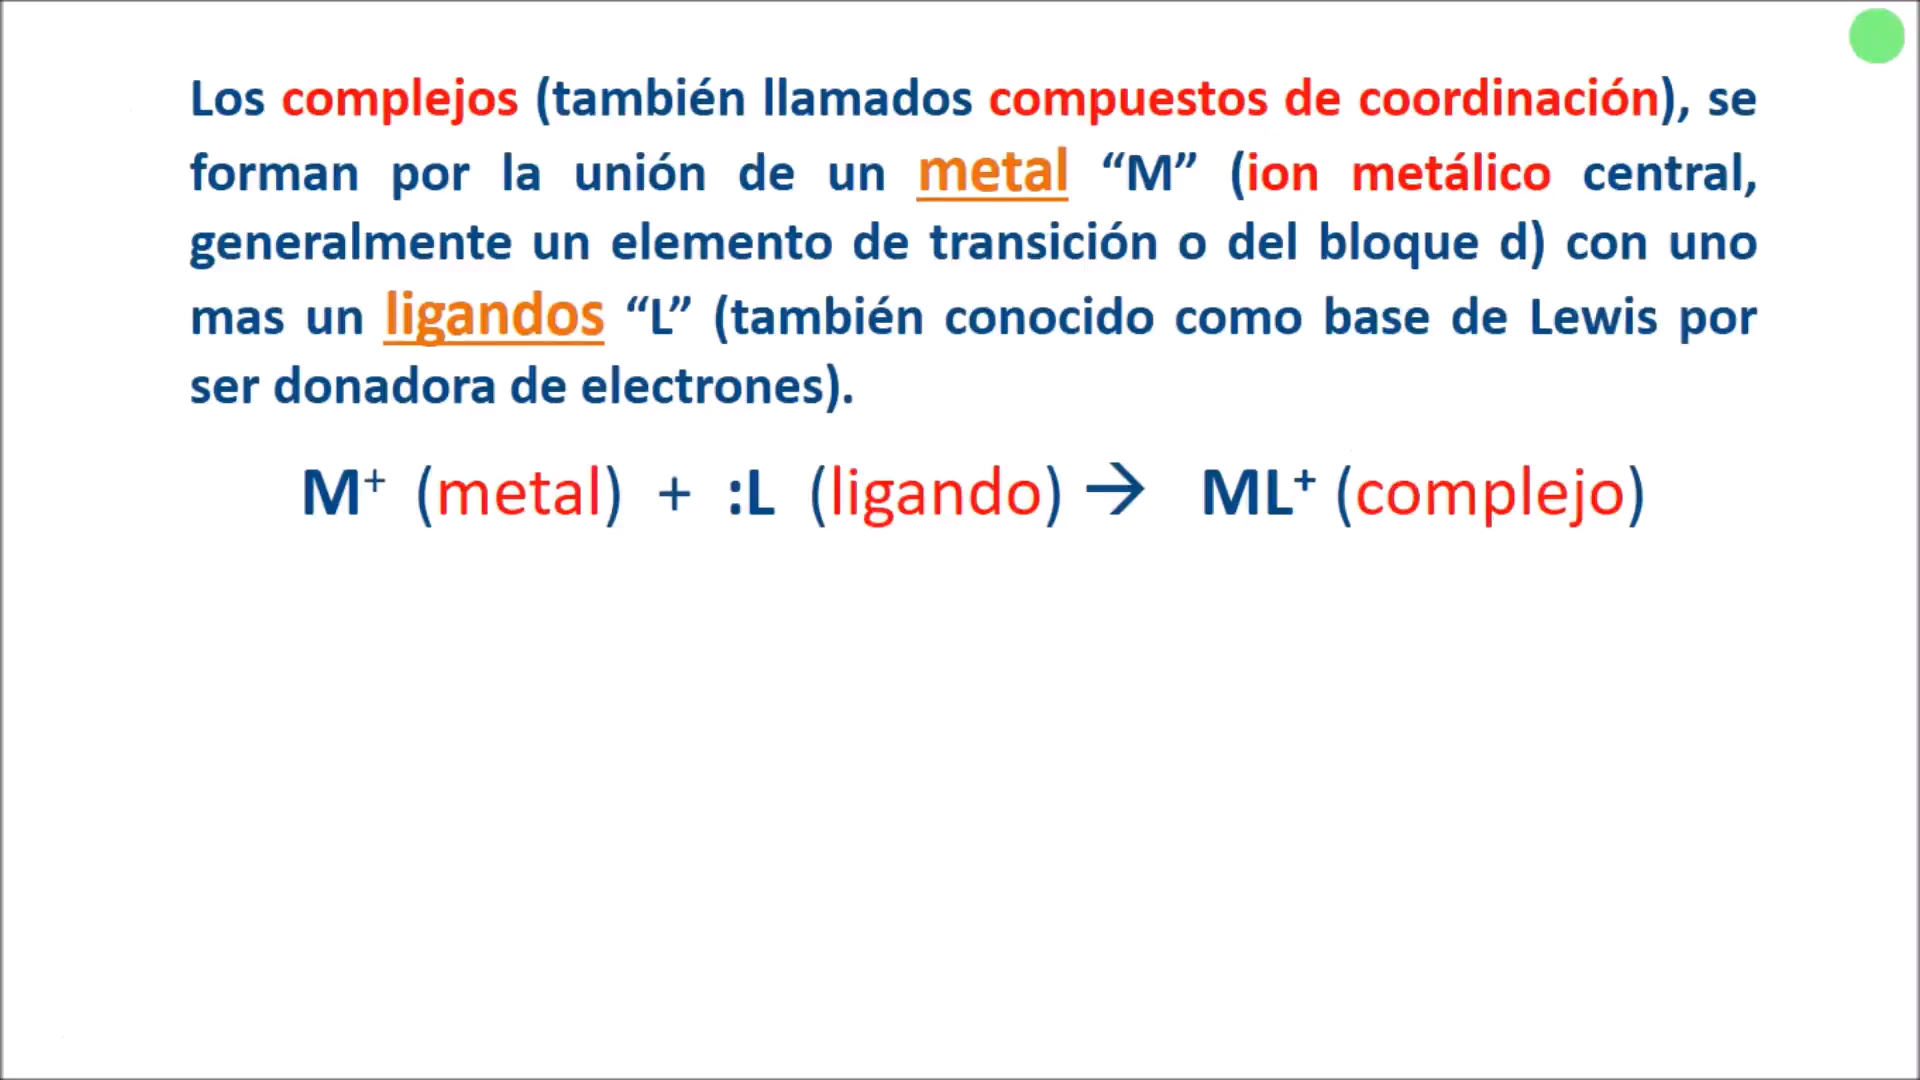 Los complejos (también llamados compuestos de coordinación), se
forman por la unión de un metal “M” (ion metálico central,
generalmente un elemento de transición o del bloque d) con uno
mas un ligandos “L” (también conocido como base de Lewis por
ser donadora de electrones).
M⁺ (metal) + :L (ligando) → ML⁺ (complejo)